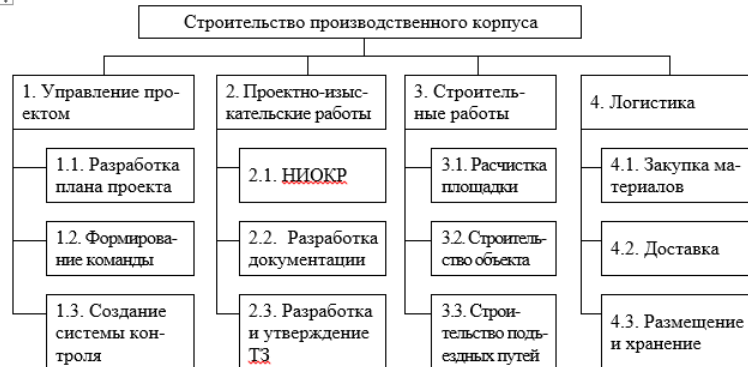 Строительство производственного корпуса
1. Управление про-
ектом
2. Проектно-изыс-
кательские работы
3. Строитель-
ные работы
4. Логистика
1.1. Разработка
плана проекта
2.1. НИОКР
3.1. Расчистка
площадки
4.1. Закупка ма-
териалов
1.2. Формирова-
ние команды
2.2. Разработка
документации
3.2. Строитель-
ство объекта
4.2. Доставка
1.3. Создание
системы кон-
троля
2.3. Разработка
и утверждение
ТЗ
3.3. Строи-
тельство подъ-
ездных путей
4.3. Размещение
и хранение